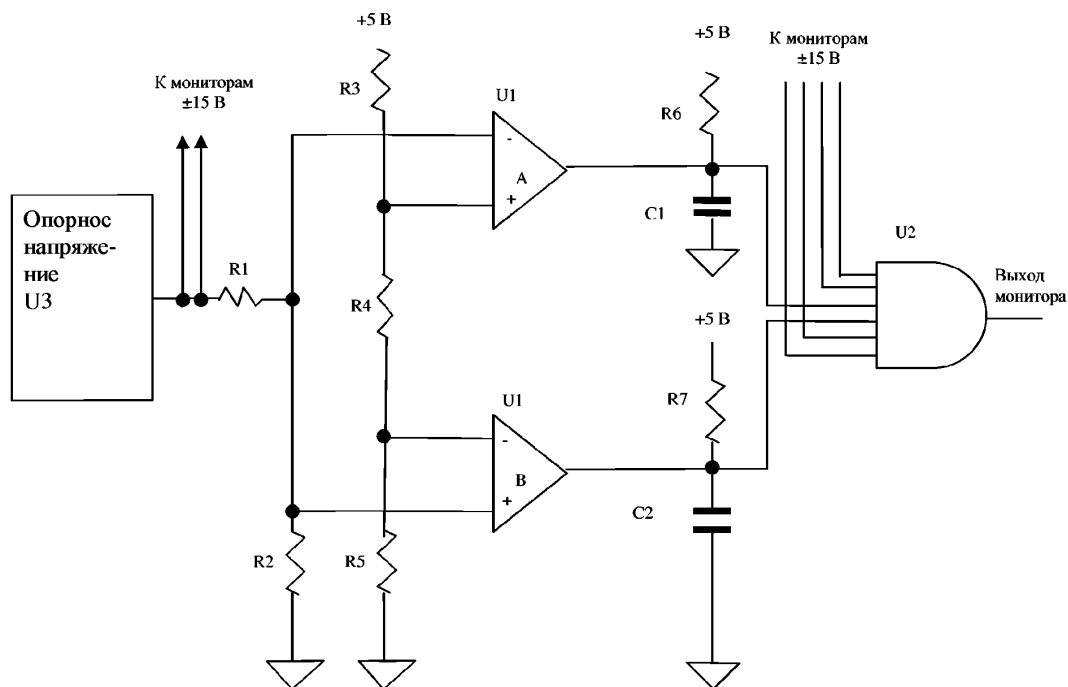 +5 В
+5 В
К мониторам
±15 В
К мониторам
±15 В
R3
U1
R6
-
A
+
C1
U2
Опорнос
напряже-
ние
U3
R1
R4
Выход
монитора
+5 В
U1
R7
-
B
+
C2
R2
R5